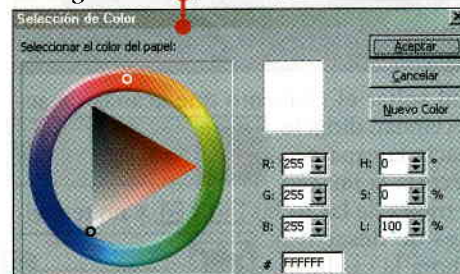 Selección de Color
Seleccionar el color del papel:
Aceptar
Cancelar
Nuevo Color
R: 255 H: 0 °
G: 255 S: 0 %
B: 255 L: 100 %
# FFFFFF